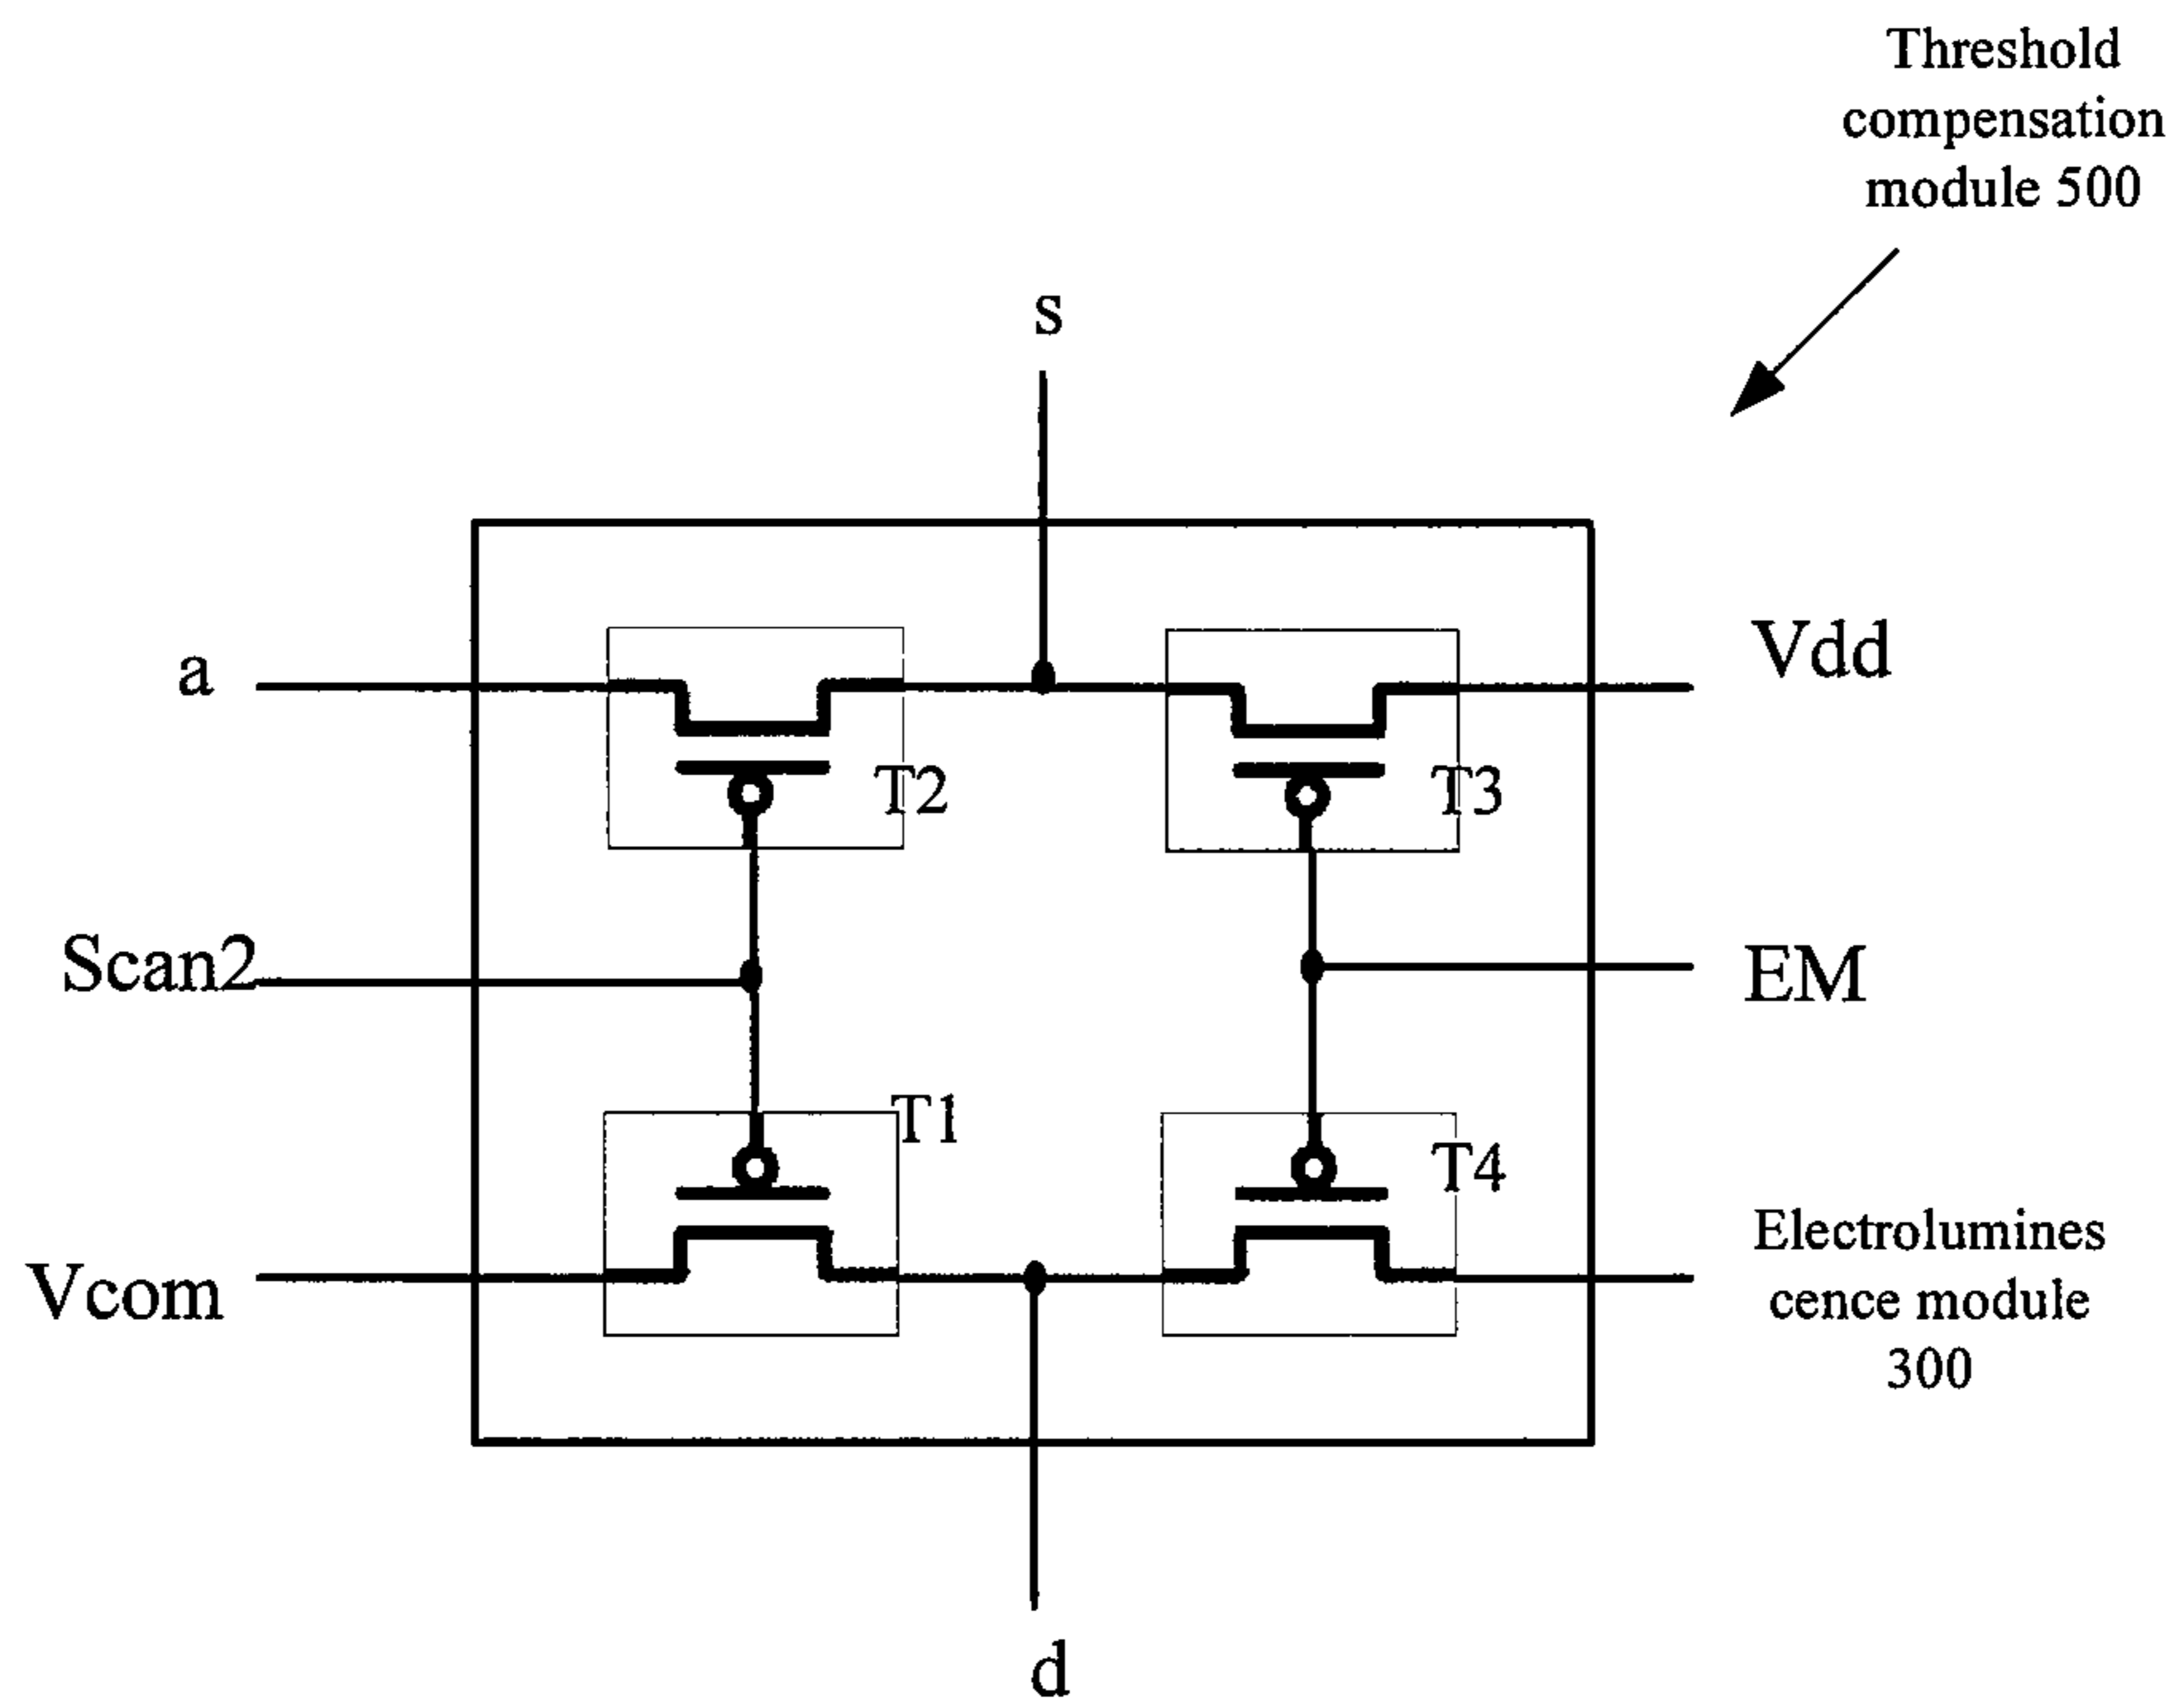 Threshold
compensation
module 500
s
a
Vdd
T2
T3
Scan2
EM
T1
T4
Vcom
Electrolumines
cence module
300
d